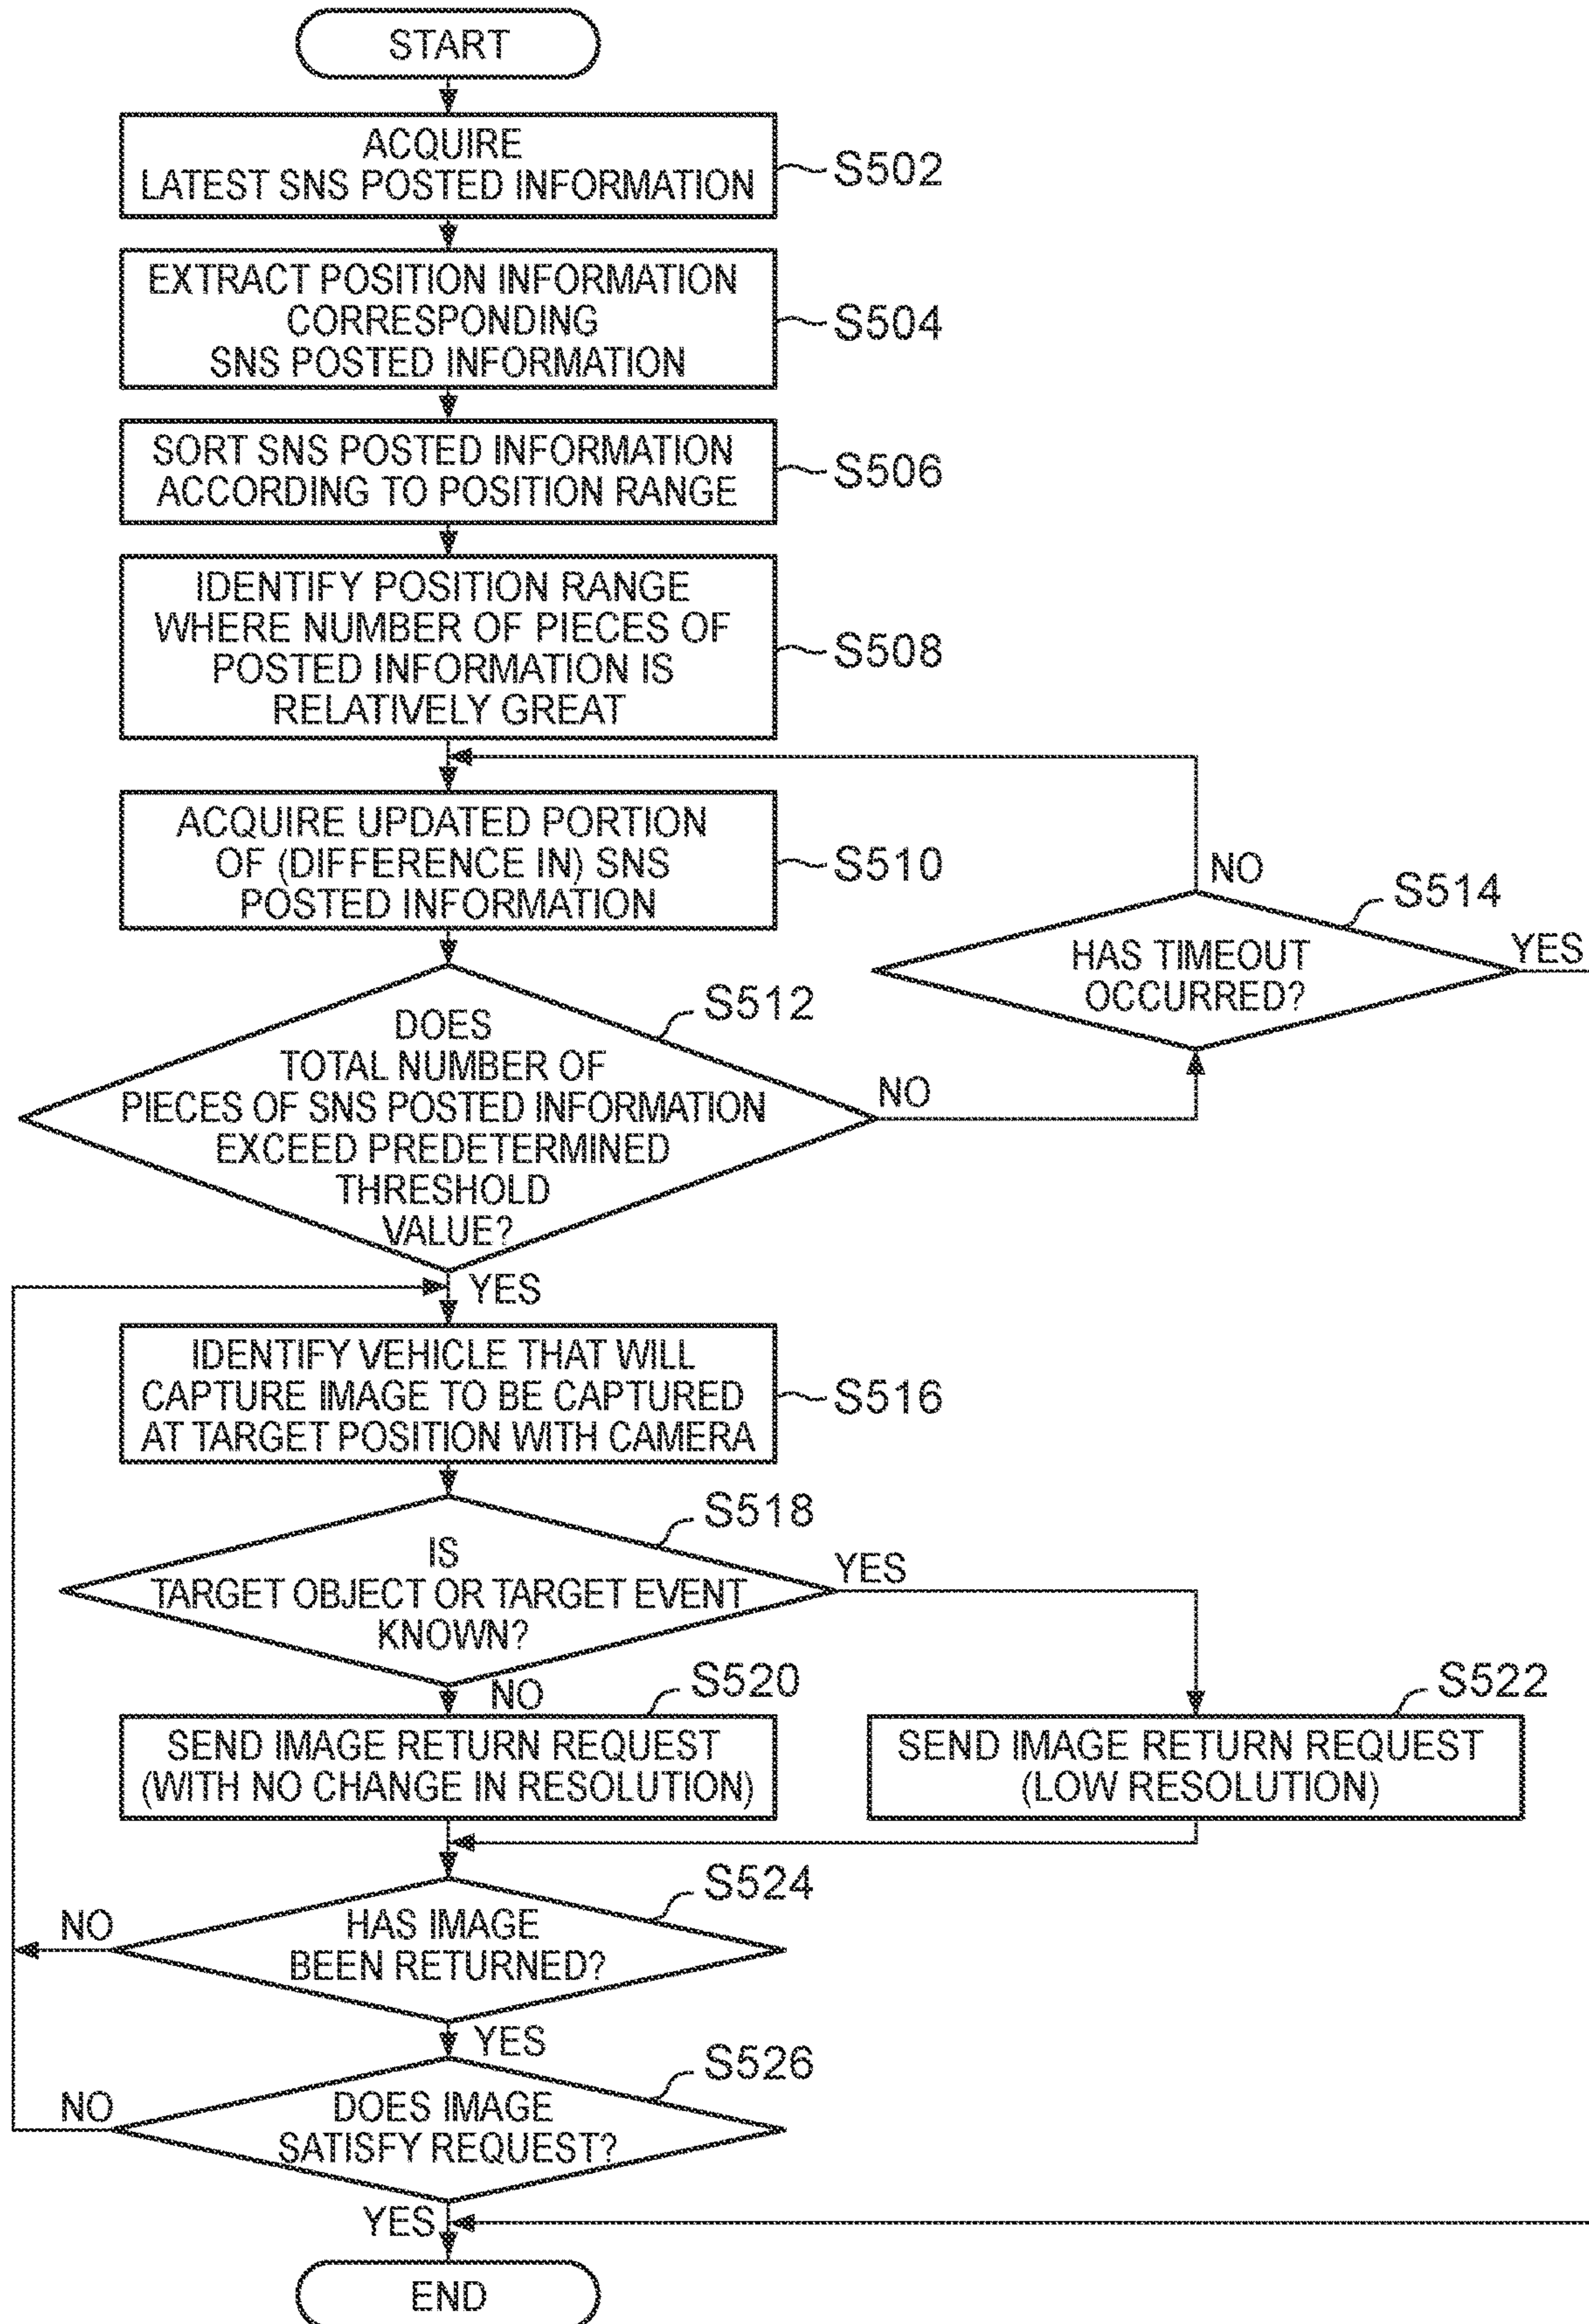 START
ACQUIRE
LATEST SNS POSTED INFORMATION
S502
EXTRACT POSITION INFORMATION
CORRESPONDING
SNS POSTED INFORMATION
S504
SORT SNS POSTED INFORMATION
ACCORDING TO POSITION RANGE
S506
IDENTIFY POSITION RANGE
WHERE NUMBER OF PIECES OF
POSTED INFORMATION IS
RELATIVELY GREAT
S508
ACQUIRE UPDATED PORTION
OF (DIFFERENCE IN) SNS
POSTED INFORMATION
S510
NO
S514
HAS TIMEOUT
OCCURRED?
YES
S512
DOES
TOTAL NUMBER OF
PIECES OF SNS POSTED INFORMATION
EXCEED PREDETERMINED
THRESHOLD
VALUE?
NO
YES
IDENTIFY VEHICLE THAT WILL
CAPTURE IMAGE TO BE CAPTURED
AT TARGET POSITION WITH CAMERA
S516
S518
IS
TARGET OBJECT OR TARGET EVENT
KNOWN?
YES
NO
S520
SEND IMAGE RETURN REQUEST
(WITH NO CHANGE IN RESOLUTION)
S522
SEND IMAGE RETURN REQUEST
(LOW RESOLUTION)
S524
NO
HAS IMAGE
BEEN RETURNED?
YES
S526
NO
DOES IMAGE
SATISFY REQUEST?
YES
END